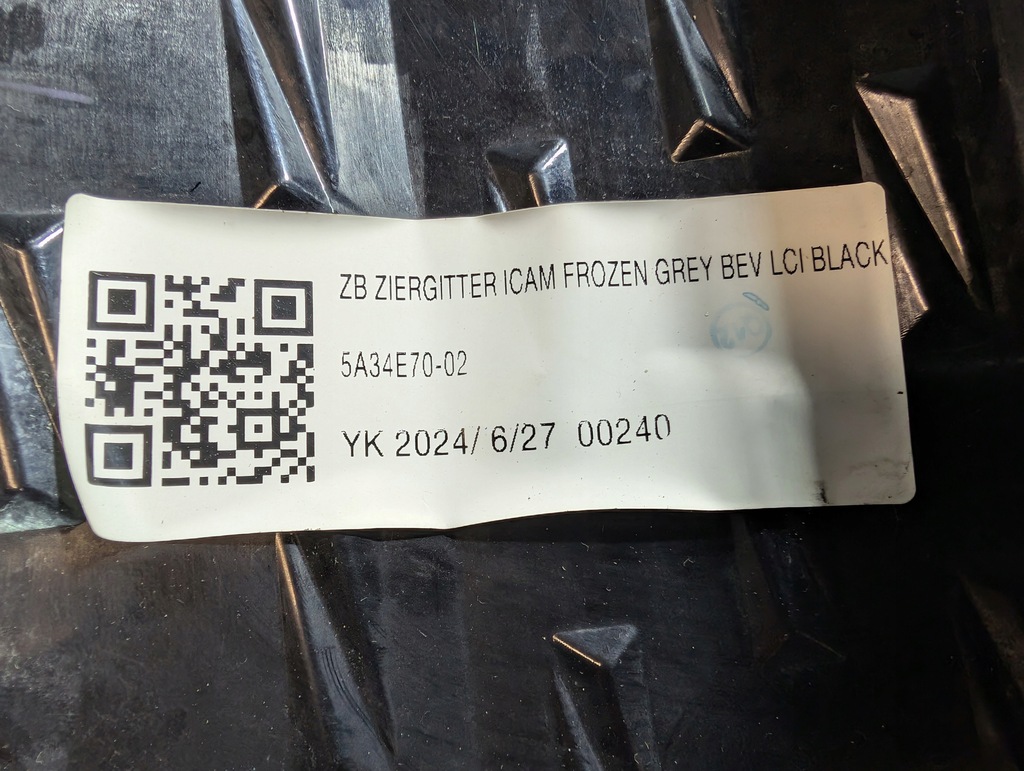 ZB ZIERGITTER ICAM FROZEN GREY BEV LCI BLACK
5A34E70-02
YK 2024/ 6/27 00240